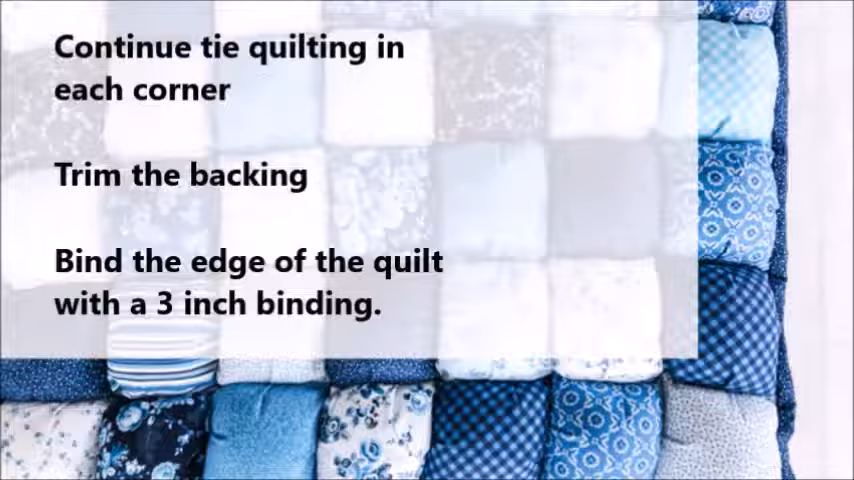 Continue tie quilting in
each corner
Trim the backing
Bind the edge of the quilt
with a 3 inch binding.